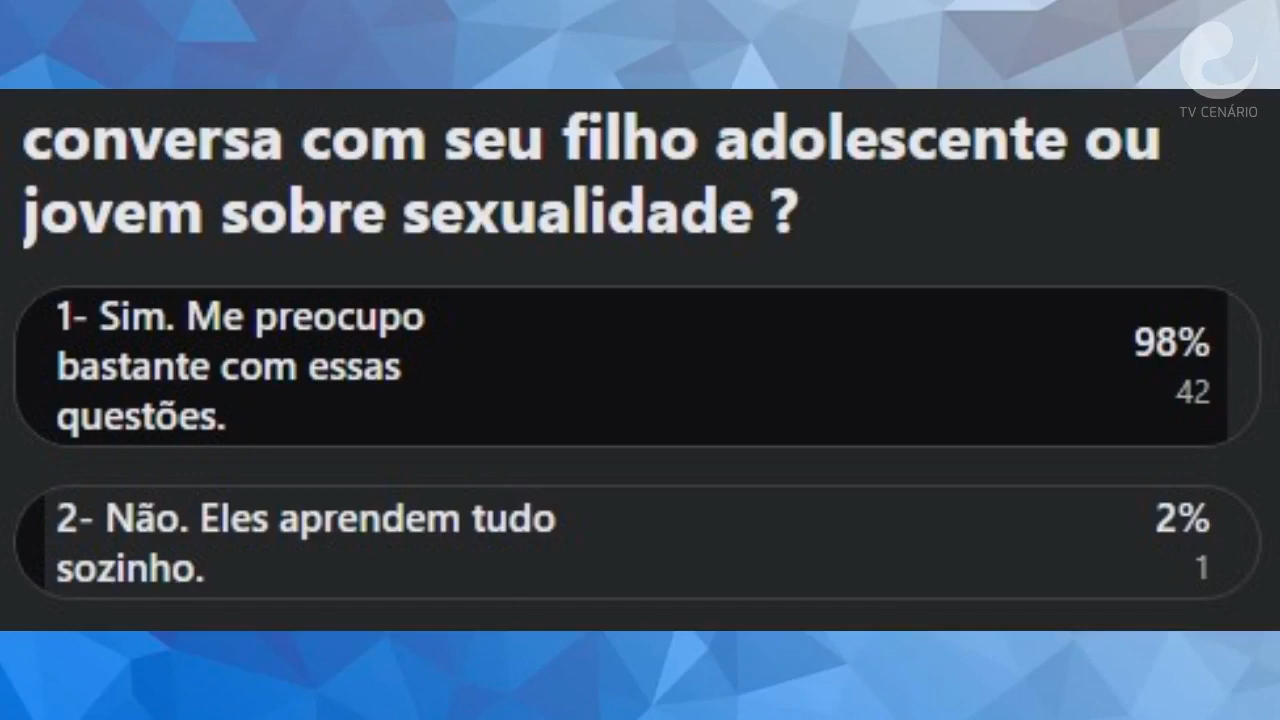 TV CENÁRIO
conversa com seu filho adolescente ou
jovem sobre sexualidade ?
1- Sim. Me preocupo
bastante com essas
questões.
98%
42
2- Não. Eles aprendem tudo
sozinho.
2%
1